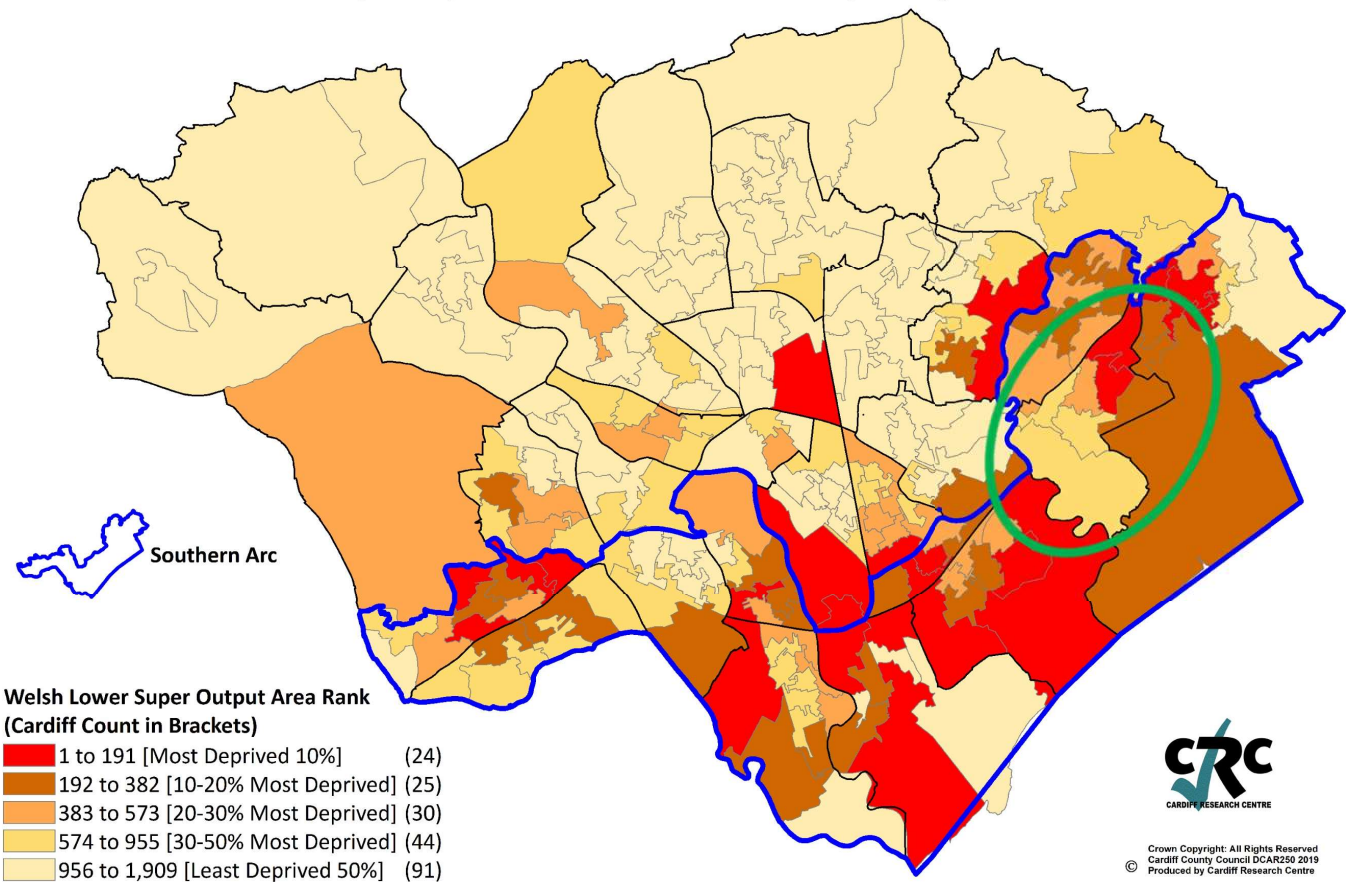 Southern Arc
Welsh Lower Super Output Area Rank
(Cardiff Count in Brackets)
1 to 191 [Most Deprived 10%] (24)
192 to 382 [10-20% Most Deprived] (25)
383 to 573 [20-30% Most Deprived] (30)
574 to 955 [30-50% Most Deprived] (44)
956 to 1,909 [Least Deprived 50%] (91)
CRC
CARDIFF RESEARCH CENTRE
Crown Copyright: All Rights Reserved
© Cardiff County Council DCAR250 2019
Produced by Cardiff Research Centre